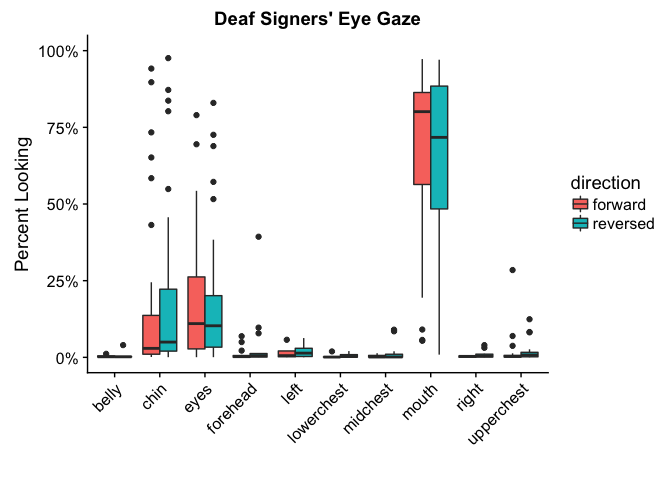 Deaf Signers' Eye Gaze
100%
75%
50%
25%
0%
Percent Looking
belly
chin
eyes
forehead
left
lowerchest
midchest
mouth
right
upperchest
direction
forward
reversed